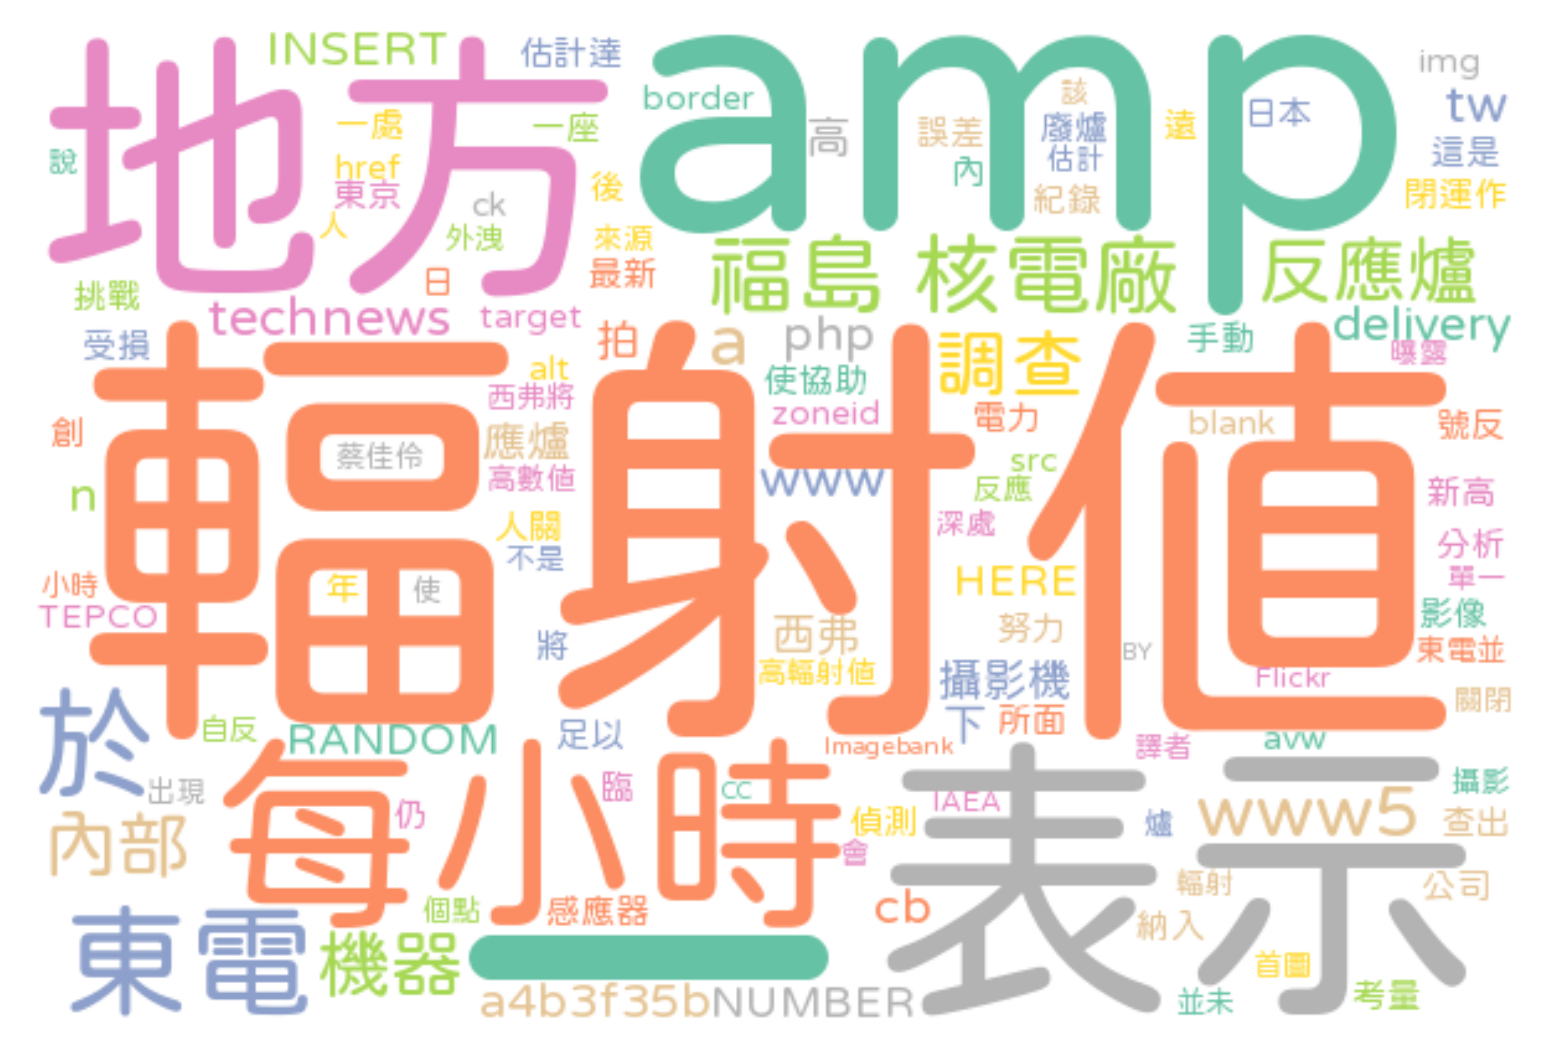 INSERT
估計達
地方
amp
img
border
tw
一處
一座
高
誤差
該
廢爐
遠
日本
說
href
估計
這是
東京
ck
後
內
紀錄
閉運作
人
外洩
來源
日
最新
福島
核電廠
反應爐
挑戰
technews
target
受損
拍
a
php
調查
手動
delivery
曝露
輻射值
alt
使協助
西弗將
zoneid
電力
blank
號反
創
蔡佳伶
應爐
高數值
www
src
反應
n
新高
人關
不是
深處
分析
單一
小時
TEPCO
年
使
HERE
將
西弗
努力
BY
影像
東電並
高輻射值
攝影機
Flickr
關閉
於
自反
RANDOM
足以
下
所面
Imagebank
譯者
avw
出現
每小時
臨
CC
表示
IAEA
www5
攝影
內部
仍
偵測
會
爐
查出
輻射
公司
東電
個點
感應器
cb
納入
機器
一
首圖
a4b3f35b
NUMBER
並未
考量